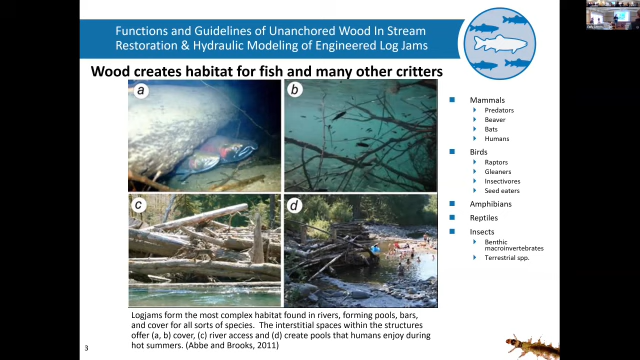 Functions and Guidelines of Unanchored Wood In Stream
Restoration & Hydraulic Modeling of Engineered Log Jams
Wood creates habitat for fish and many other critters
a
b
c
d
Mammals
Predators
Beaver
Bats
Humans
Birds
Raptors
Gleaners
Insectivores
Seed eaters
Amphibians
Reptiles
Insects
Benthic
macroinvertebrates
Terrestrial spp.
Logjams form the most complex habitat found in rivers, forming pools, bars,
and cover for all sorts of species. The interstitial spaces within the structures
offer (a, b) cover, (c) river access and (d) create pools that humans enjoy during
hot summers. (Abbe and Brooks, 2011)
3